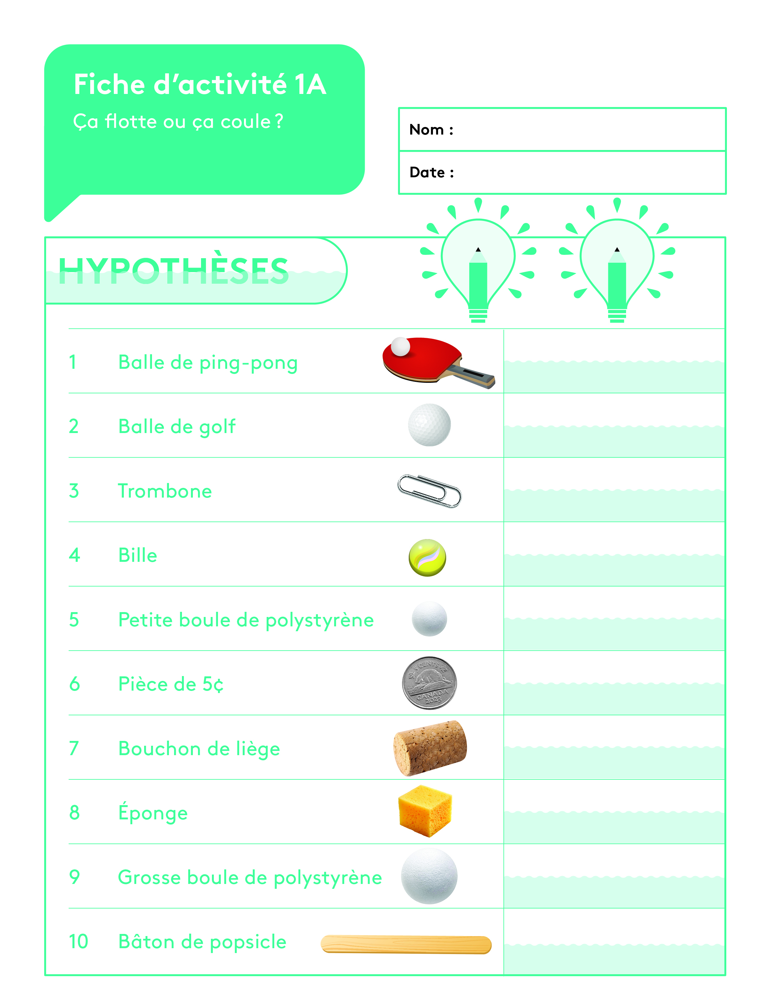 Fiche d’activité 1A
Ça flotte ou ça coule ?
Nom :
Date :
HYPOTHÈSES
1 Balle de ping-pong
2 Balle de golf
3 Trombone
4 Bille
5 Petite boule de polystyrène
6 Pièce de 5¢
5 CENTS
CANADA
2023
7 Bouchon de liège
8 Éponge
9 Grosse boule de polystyrène
10 Bâton de popsicle